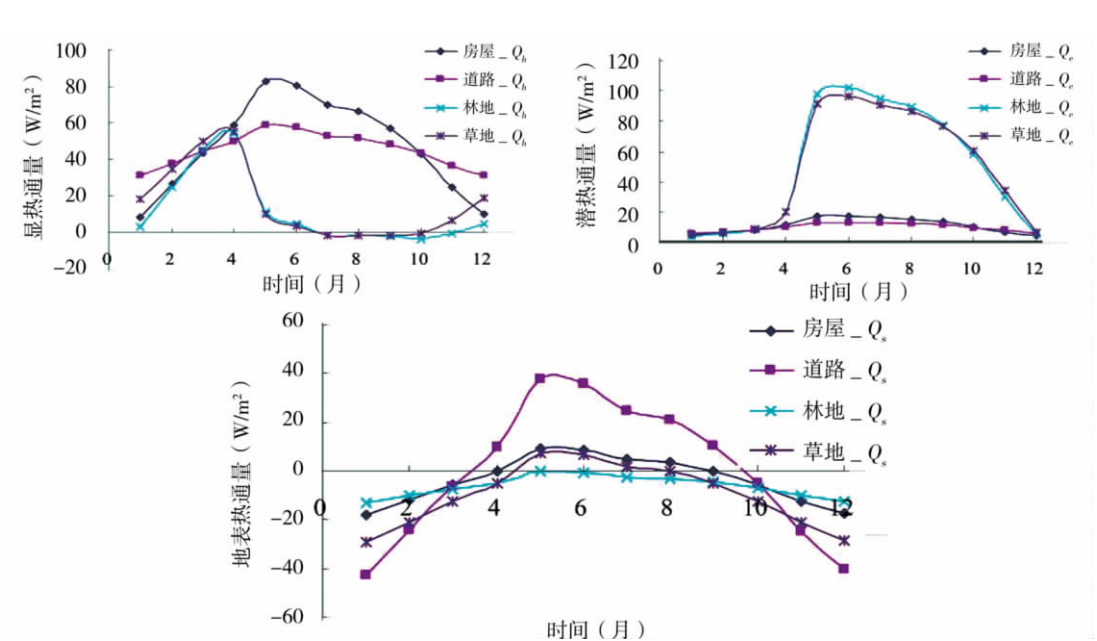 显热通量（W/m²）
100
80
60
40
20
0
−20
0 2 4 6 8 10 12
时间（月）
房屋_Qh
道路_Qh
林地_Qh
草地_Qh
潜热通量（W/m²）
120
100
80
60
40
20
0
0 2 4 6 8 10 12
时间（月）
房屋_Qe
道路_Qe
林地_Qe
草地_Qe
地表热通量（W/m²）
60
40
20
0
−20
−40
−60
0 2 4 6 8 10 12
时间（月）
房屋_Qs
道路_Qs
林地_Qs
草地_Qs